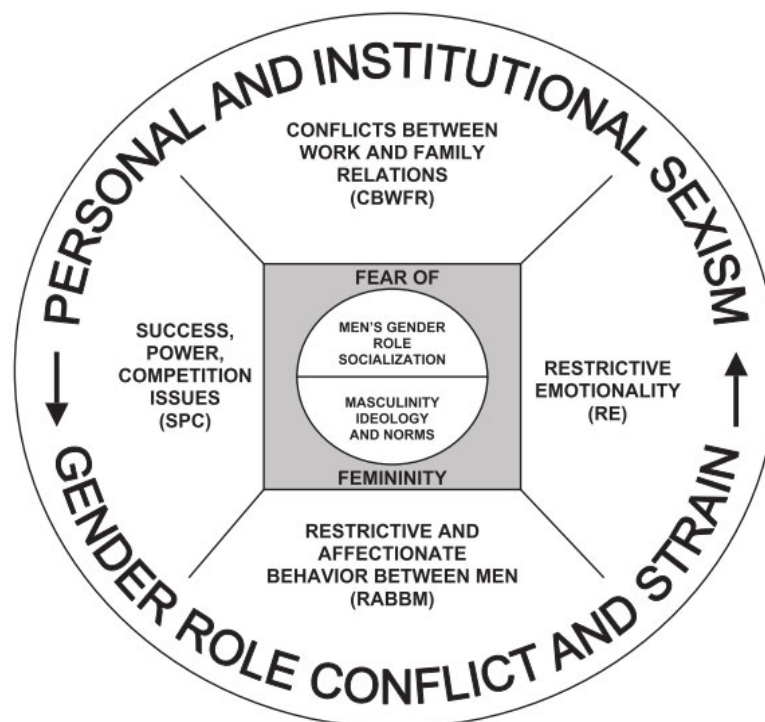 PERSONAL AND INSTITUTIONAL SEXISM
CONFLICTS BETWEEN
WORK AND FAMILY
RELATIONS
(CBWFR)
SUCCESS,
POWER,
COMPETITION
ISSUES
(SPC)
FEAR OF
MEN'S GENDER
ROLE
SOCIALIZATION
MASCULINITY
IDEOLOGY
AND NORMS
FEMININITY
RESTRICTIVE
EMOTIONALITY
(RE)
RESTRICTIVE AND
AFFECTIONATE
BEHAVIOR BETWEEN MEN
(RABBM)
GENDER ROLE CONFLICT AND STRAIN